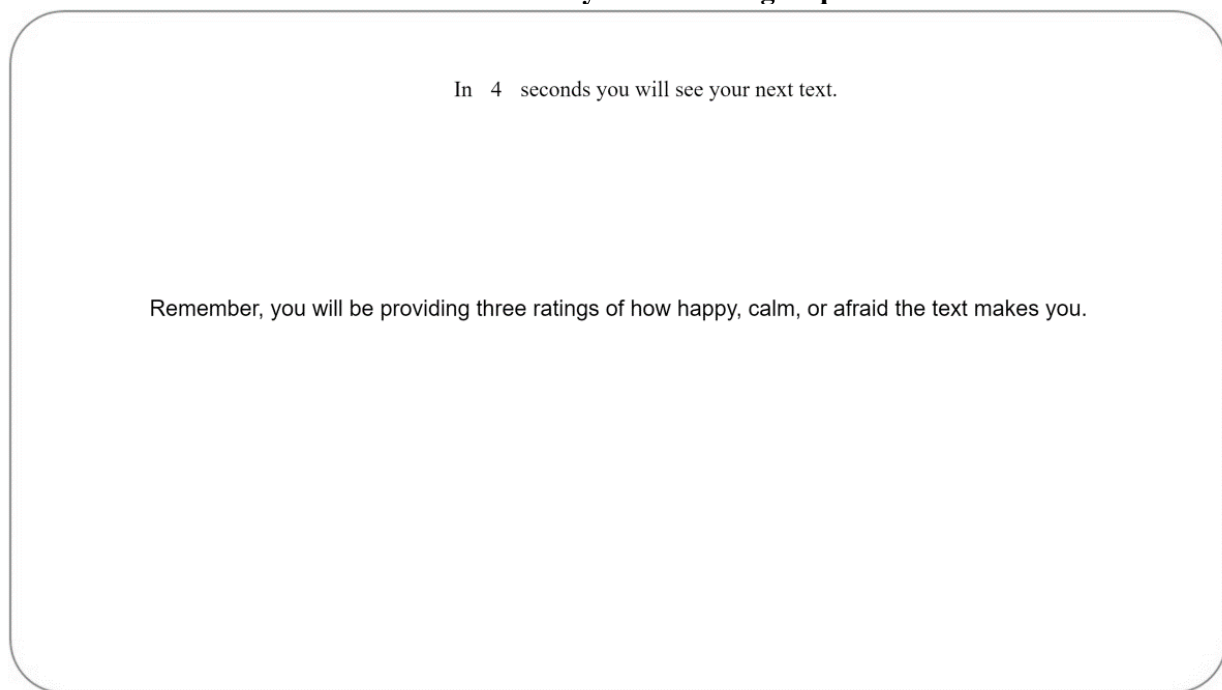 In 4 seconds you will see your next text.
Remember, you will be providing three ratings of how happy, calm, or afraid the text makes you.